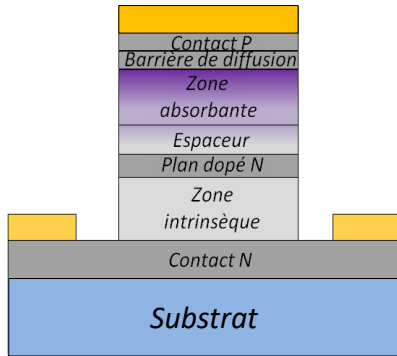 Contact P
Barrière de diffusion
Zone
absorbante
Espaceur
Plan dopé N
Zone
intrinsèque
Contact N
Substrat